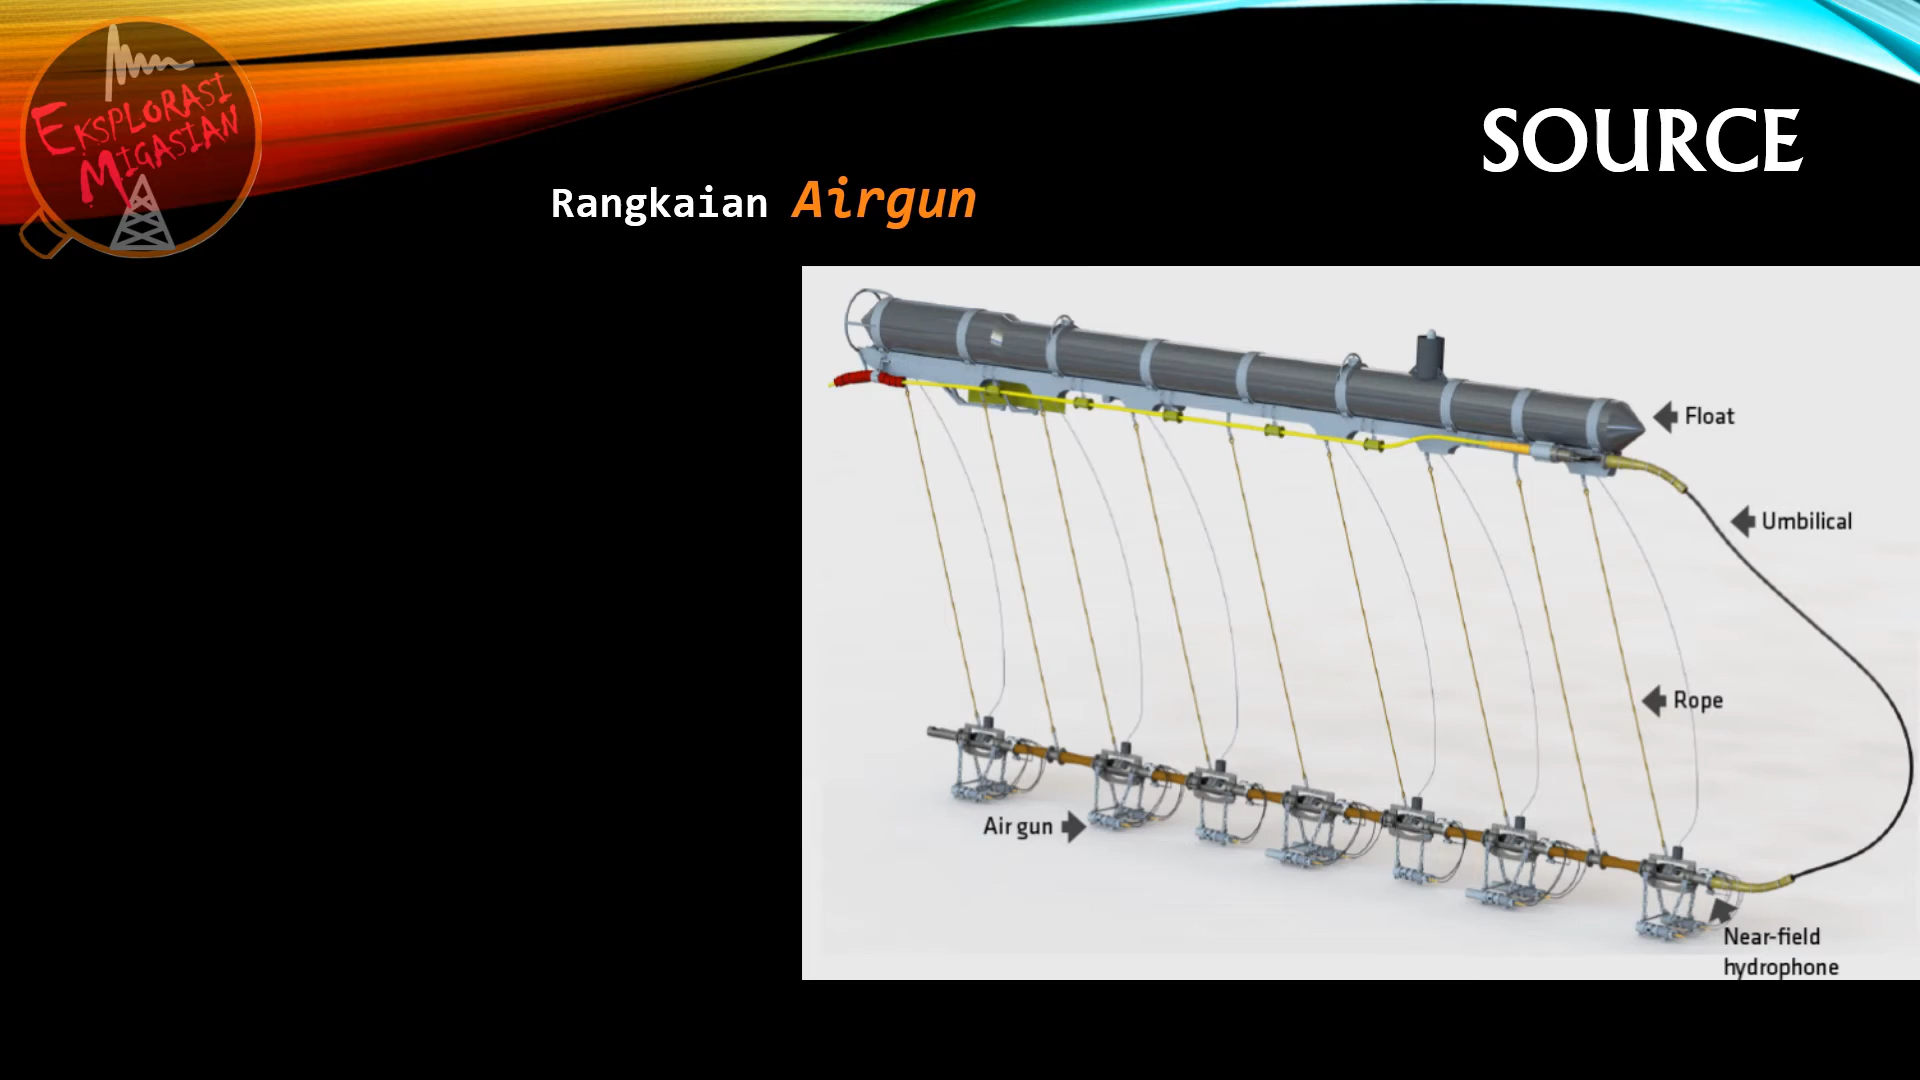 EKSPLORASI
MIGASIAN
SOURCE
Rangkaian Airgun
Float
Umbilical
Rope
Air gun
Near-field
hydrophone